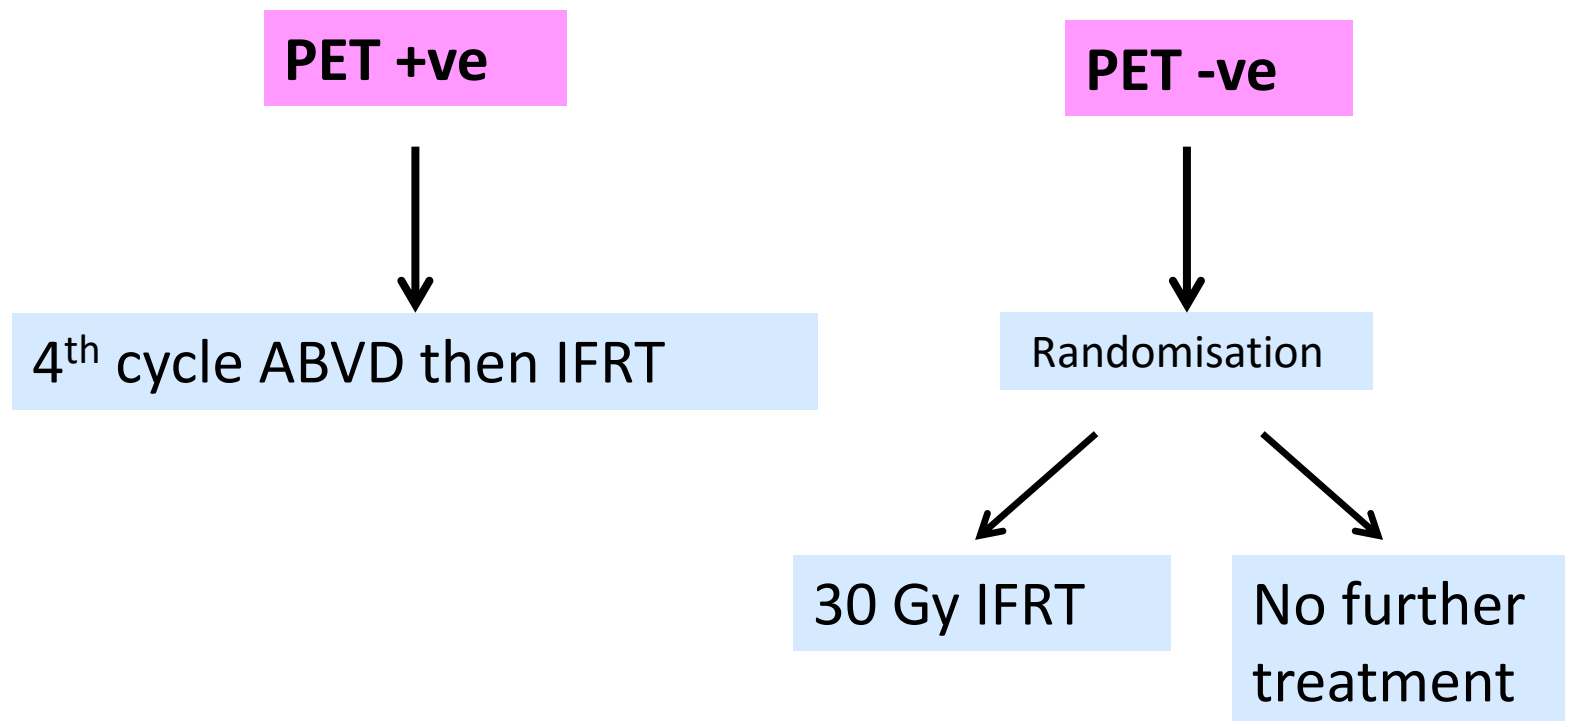 PET +ve
PET -ve
4th cycle ABVD then IFRT
Randomisation
30 Gy IFRT
No further
treatment